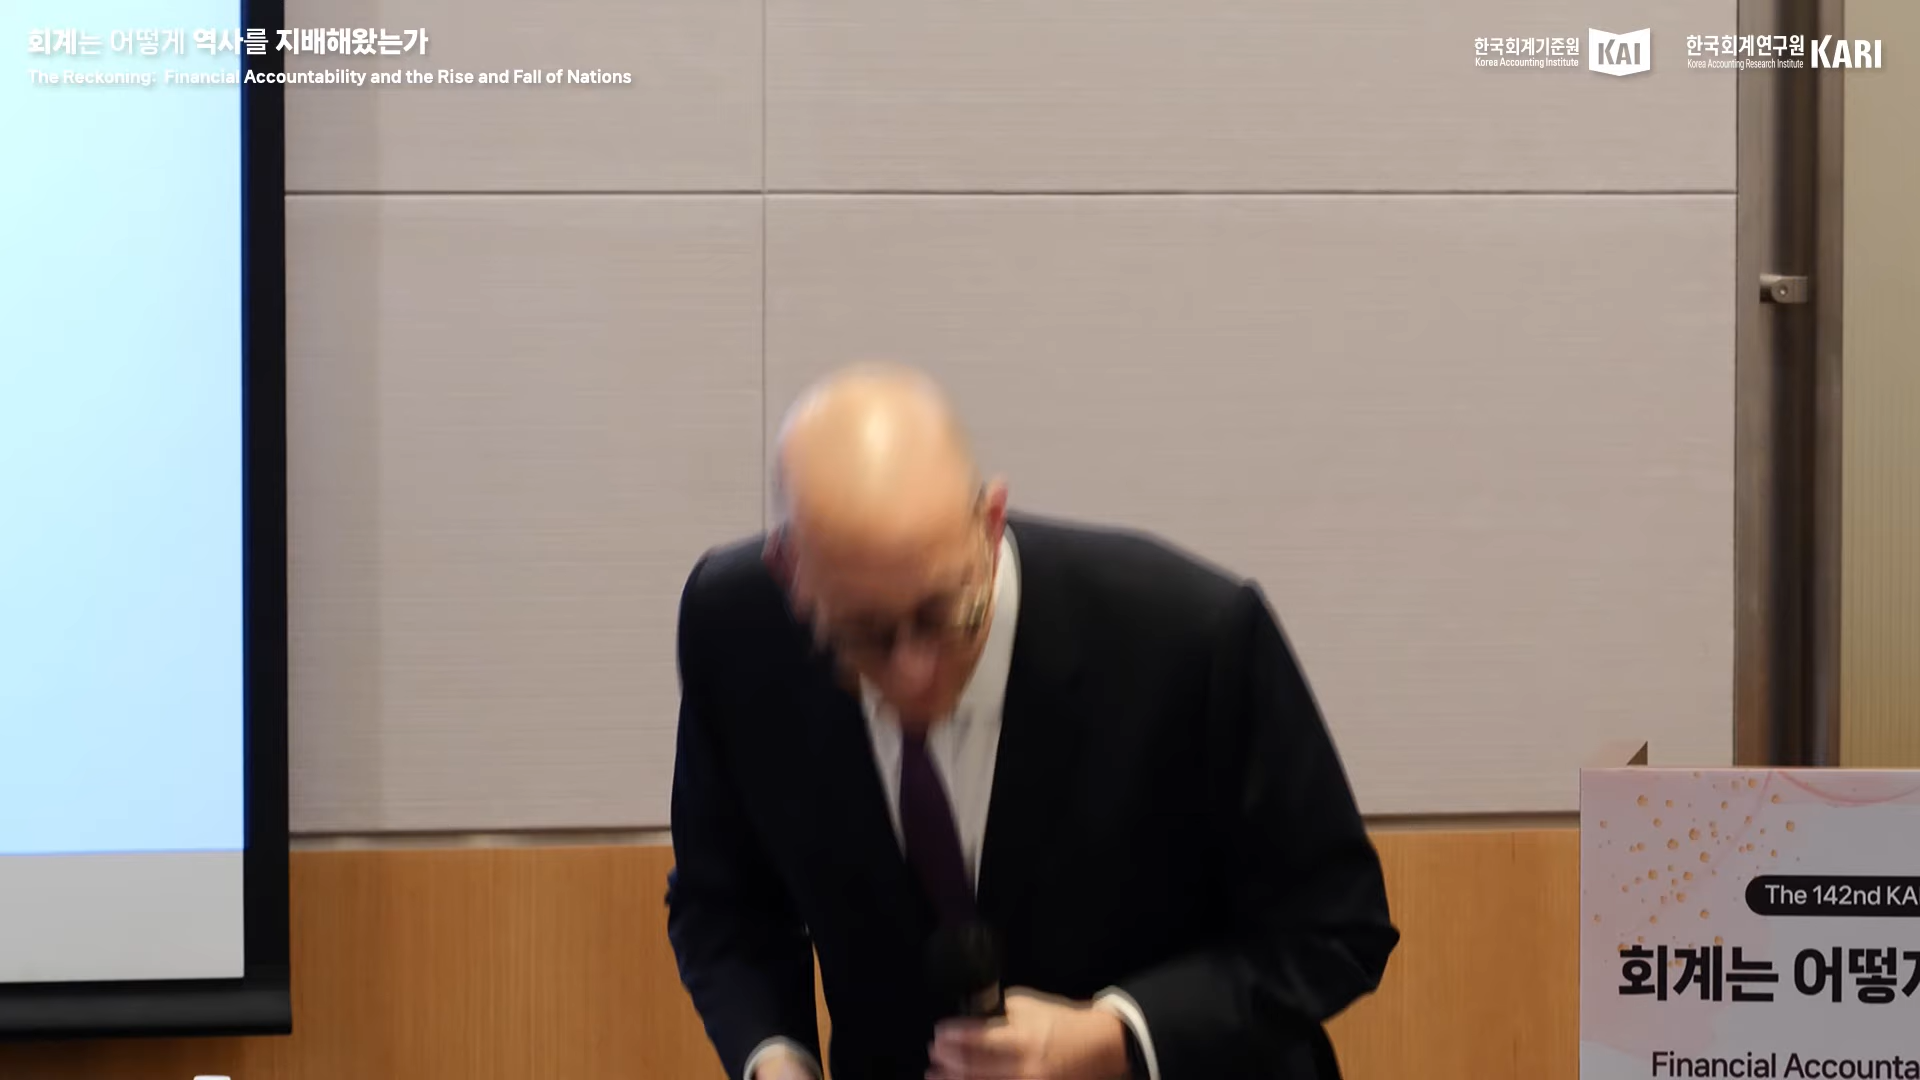 회계는 어떻게 역사를 지배해왔는가
The Reckoning: Financial Accountability and the Rise and Fall of Nations
한국회계기준원
Korea Accounting Institute
KAI
한국회계연구원
Korea Accounting Research Institute
KARI
The 142nd KA
회계는 어떻게
Financial Accounta